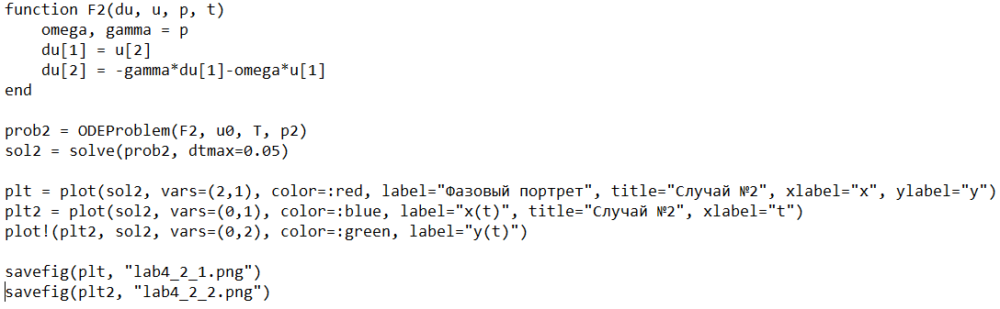 function F2(du, u, p, t)
    omega, gamma = p
    du[1] = u[2]
    du[2] = -gamma*du[1]-omega*u[1]
end

prob2 = ODEProblem(F2, u0, T, p2)
sol2 = solve(prob2, dtmax=0.05)

plt = plot(sol2, vars=(2,1), color=:red, label="Фазовый портрет", title="Случай №2", xlabel="x", ylabel="y")
plt2 = plot(sol2, vars=(0,1), color=:blue, label="x(t)", title="Случай №2", xlabel="t")
plot!(plt2, sol2, vars=(0,2), color=:green, label="y(t)")

savefig(plt, "lab4_2_1.png")
savefig(plt2, "lab4_2_2.png")